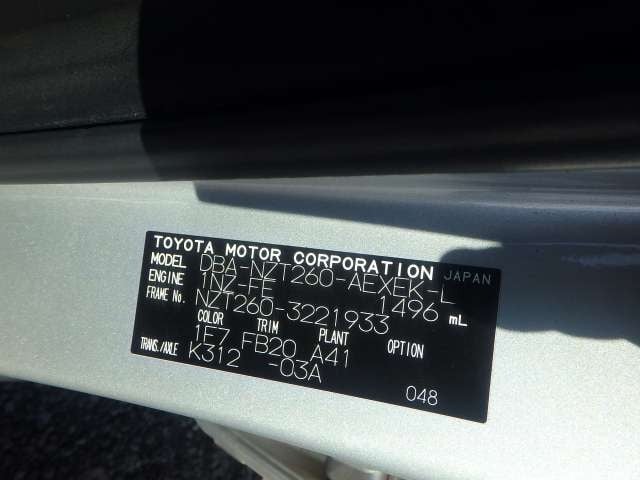 TOYOTA MOTOR CORPORATION JAPAN
MODEL DBA-NZT260-AEXEK-L
ENGINE 1NZ-FE 1496 mL
FRAME No. NZT260-3221933
COLOR TRIM PLANT OPTION
1F7 FB20 A41
TRANS./AXLE K312 -03A
048